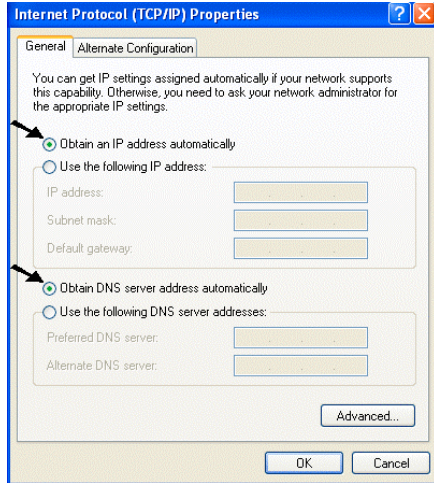 Internet Protocol (TCP/IP) Properties
General
Alternate Configuration
You can get IP settings assigned automatically if your network supports
this capability. Otherwise, you need to ask your network administrator for
the appropriate IP settings.
Obtain an IP address automatically
Use the following IP address:
IP address:
Subnet mask:
Default gateway:
Obtain DNS server address automatically
Use the following DNS server addresses:
Preferred DNS server:
Alternate DNS server:
Advanced...
OK
Cancel